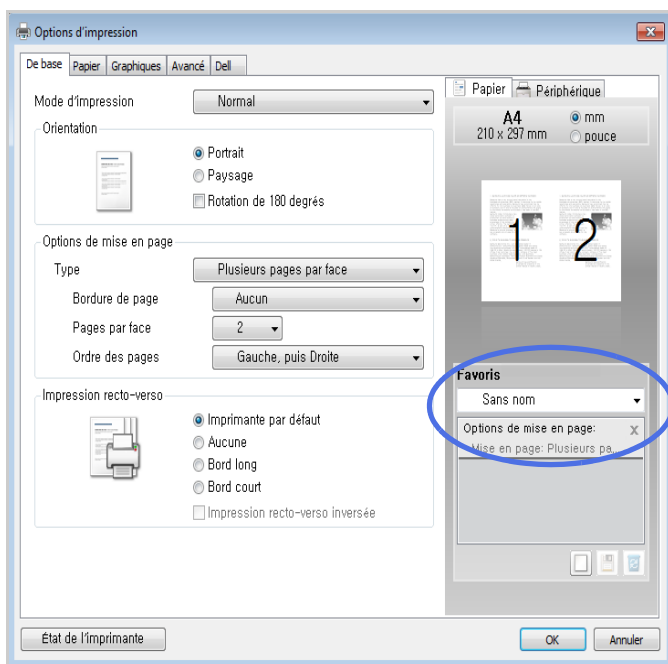 Options d'impression
De base Papier Graphiques Avancé Dell
Mode d'impression Normal
Orientation
Portrait
Paysage
Rotation de 180 degrés
Options de mise en page
Type Plusieurs pages par face
Bordure de page Aucun
Pages par face 2
Ordre des pages Gauche, puis Droite
Impression recto-verso
Imprimante par défaut
Aucune
Bord long
Bord court
Impression recto-verso inversée
Papier Périphérique
A4 mm
210 x 297 mm pouce
1 2
Favoris
Sans nom
Options de mise en page: X
Mise en page: Plusieurs pa...
État de l'imprimante OK Annuler